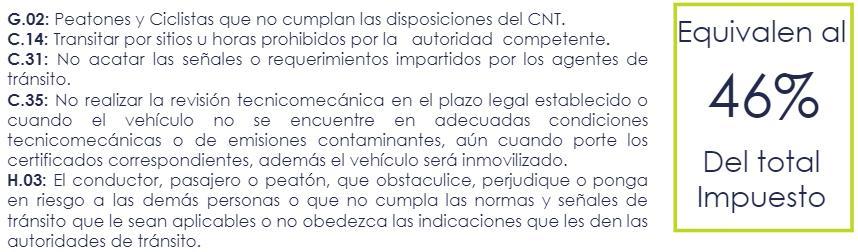 G.02: Peatones y Ciclistas que no cumplan las disposiciones del CNT.
C.14: Transitar por sitios u horas prohibidos por la autoridad competente.
C.31: No acatar las señales o requerimientos impartidos por los agentes de
tránsito.
C.35: No realizar la revisión tecnicomecánica en el plazo legal establecido o
cuando el vehículo no se encuentre en adecuadas condiciones
tecnicomecánicas o de emisiones contaminantes, aún cuando porte los
certificados correspondientes, además el vehículo será inmovilizado.
H.03: El conductor, pasajero o peatón, que obstaculice, perjudique o ponga
en riesgo a las demás personas o que no cumpla las normas y señales de
tránsito que le sean aplicables o no obedezca las indicaciones que les den las
autoridades de tránsito.
Equivalen al
46%
Del total
Impuesto